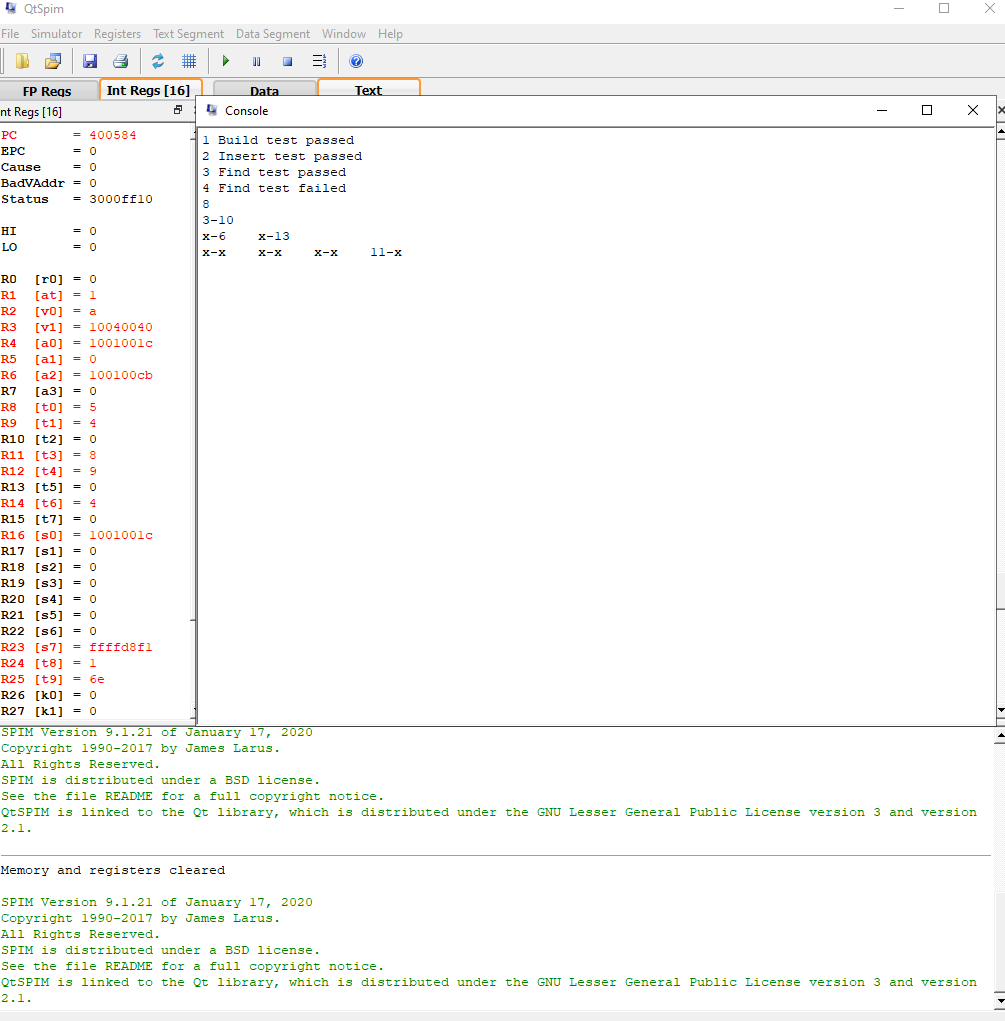 QtSpim
File Simulator Registers Text Segment Data Segment Window Help
FP Regs Int Regs [16] Data Text
nt Regs [16]
Console
PC = 400584
EPC = 0
Cause = 0
BadVAddr = 0
Status = 3000ff10
HI = 0
LO = 0
R0 [r0] = 0
R1 [at] = 1
R2 [v0] = a
R3 [v1] = 10040040
R4 [a0] = 1001001c
R5 [a1] = 0
R6 [a2] = 100100cb
R7 [a3] = 0
R8 [t0] = 5
R9 [t1] = 4
R10 [t2] = 0
R11 [t3] = 8
R12 [t4] = 9
R13 [t5] = 0
R14 [t6] = 4
R15 [t7] = 0
R16 [s0] = 1001001c
R17 [s1] = 0
R18 [s2] = 0
R19 [s3] = 0
R20 [s4] = 0
R21 [s5] = 0
R22 [s6] = 0
R23 [s7] = ffffd8f1
R24 [t8] = 1
R25 [t9] = 6e
R26 [k0] = 0
R27 [k1] = 0
1 Build test passed
2 Insert test passed
3 Find test passed
4 Find test failed
8
3-10
x-6 x-13
x-x x-x x-x 11-x
SPIM Version 9.1.21 of January 17, 2020
Copyright 1990-2017 by James Larus.
All Rights Reserved.
SPIM is distributed under a BSD license.
See the file README for a full copyright notice.
QtSPIM is linked to the Qt library, which is distributed under the GNU Lesser General Public License version 3 and version
2.1.
Memory and registers cleared
SPIM Version 9.1.21 of January 17, 2020
Copyright 1990-2017 by James Larus.
All Rights Reserved.
SPIM is distributed under a BSD license.
See the file README for a full copyright notice.
QtSPIM is linked to the Qt library, which is distributed under the GNU Lesser General Public License version 3 and version
2.1.